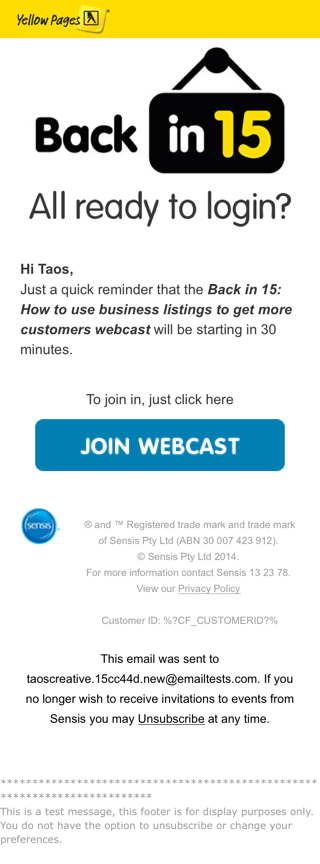 Yellow Pages
Back in 15
All ready to login?
Hi Taos,
Just a quick reminder that the Back in 15:
How to use business listings to get more
customers webcast will be starting in 30
minutes.
To join in, just click here
JOIN WEBCAST
sensis
® and ™ Registered trade mark and trade mark
of Sensis Pty Ltd (ABN 30 007 423 912).
© Sensis Pty Ltd 2014.
For more information contact Sensis 13 23 78.
View our Privacy Policy
Customer ID: %?CF_CUSTOMERID?%
This email was sent to
taoscreative.15cc44d.new@emailtests.com. If you
no longer wish to receive invitations to events from
Sensis you may Unsubscribe at any time.
**************************************************
************************
This is a test message, this footer is for display purposes only.
You do not have the option to unsubscribe or change your
preferences.